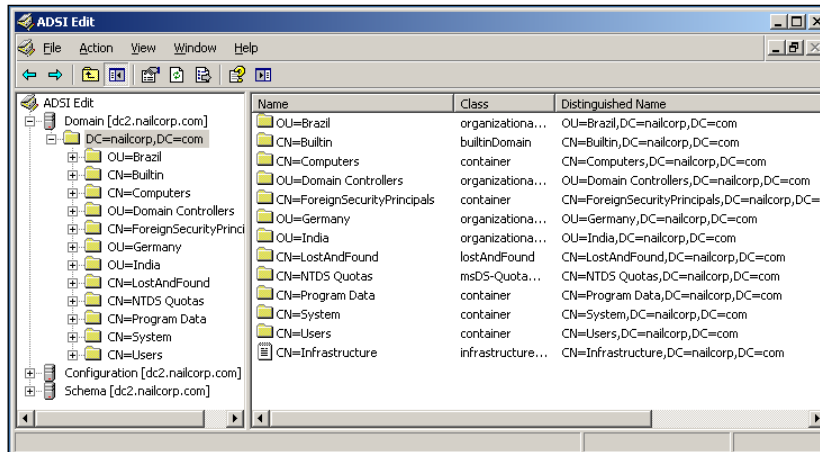 ADSI Edit
File Action View Window Help
ADSI Edit
Domain [dc2.nailcorp.com]
DC=nailcorp,DC=com
OU=Brazil
CN=Builtin
CN=Computers
OU=Domain Controllers
CN=ForeignSecurityPrinci
OU=Germany
OU=India
CN=LostAndFound
CN=NTDS Quotas
CN=Program Data
CN=System
CN=Users
Configuration [dc2.nailcorp.com]
Schema [dc2.nailcorp.com]
Name Class Distinguished Name
OU=Brazil organizationa... OU=Brazil,DC=nailcorp,DC=com
CN=Builtin builtinDomain CN=Builtin,DC=nailcorp,DC=com
CN=Computers container CN=Computers,DC=nailcorp,DC=com
OU=Domain Controllers organizationa... OU=Domain Controllers,DC=nailcorp,DC=com
CN=ForeignSecurityPrincipals container CN=ForeignSecurityPrincipals,DC=nailcorp,DC=
OU=Germany organizationa... OU=Germany,DC=nailcorp,DC=com
OU=India organizationa... OU=India,DC=nailcorp,DC=com
CN=LostAndFound lostAndFound CN=LostAndFound,DC=nailcorp,DC=com
CN=NTDS Quotas msDS-Quota... CN=NTDS Quotas,DC=nailcorp,DC=com
CN=Program Data container CN=Program Data,DC=nailcorp,DC=com
CN=System container CN=System,DC=nailcorp,DC=com
CN=Users container CN=Users,DC=nailcorp,DC=com
CN=Infrastructure infrastructure... CN=Infrastructure,DC=nailcorp,DC=com